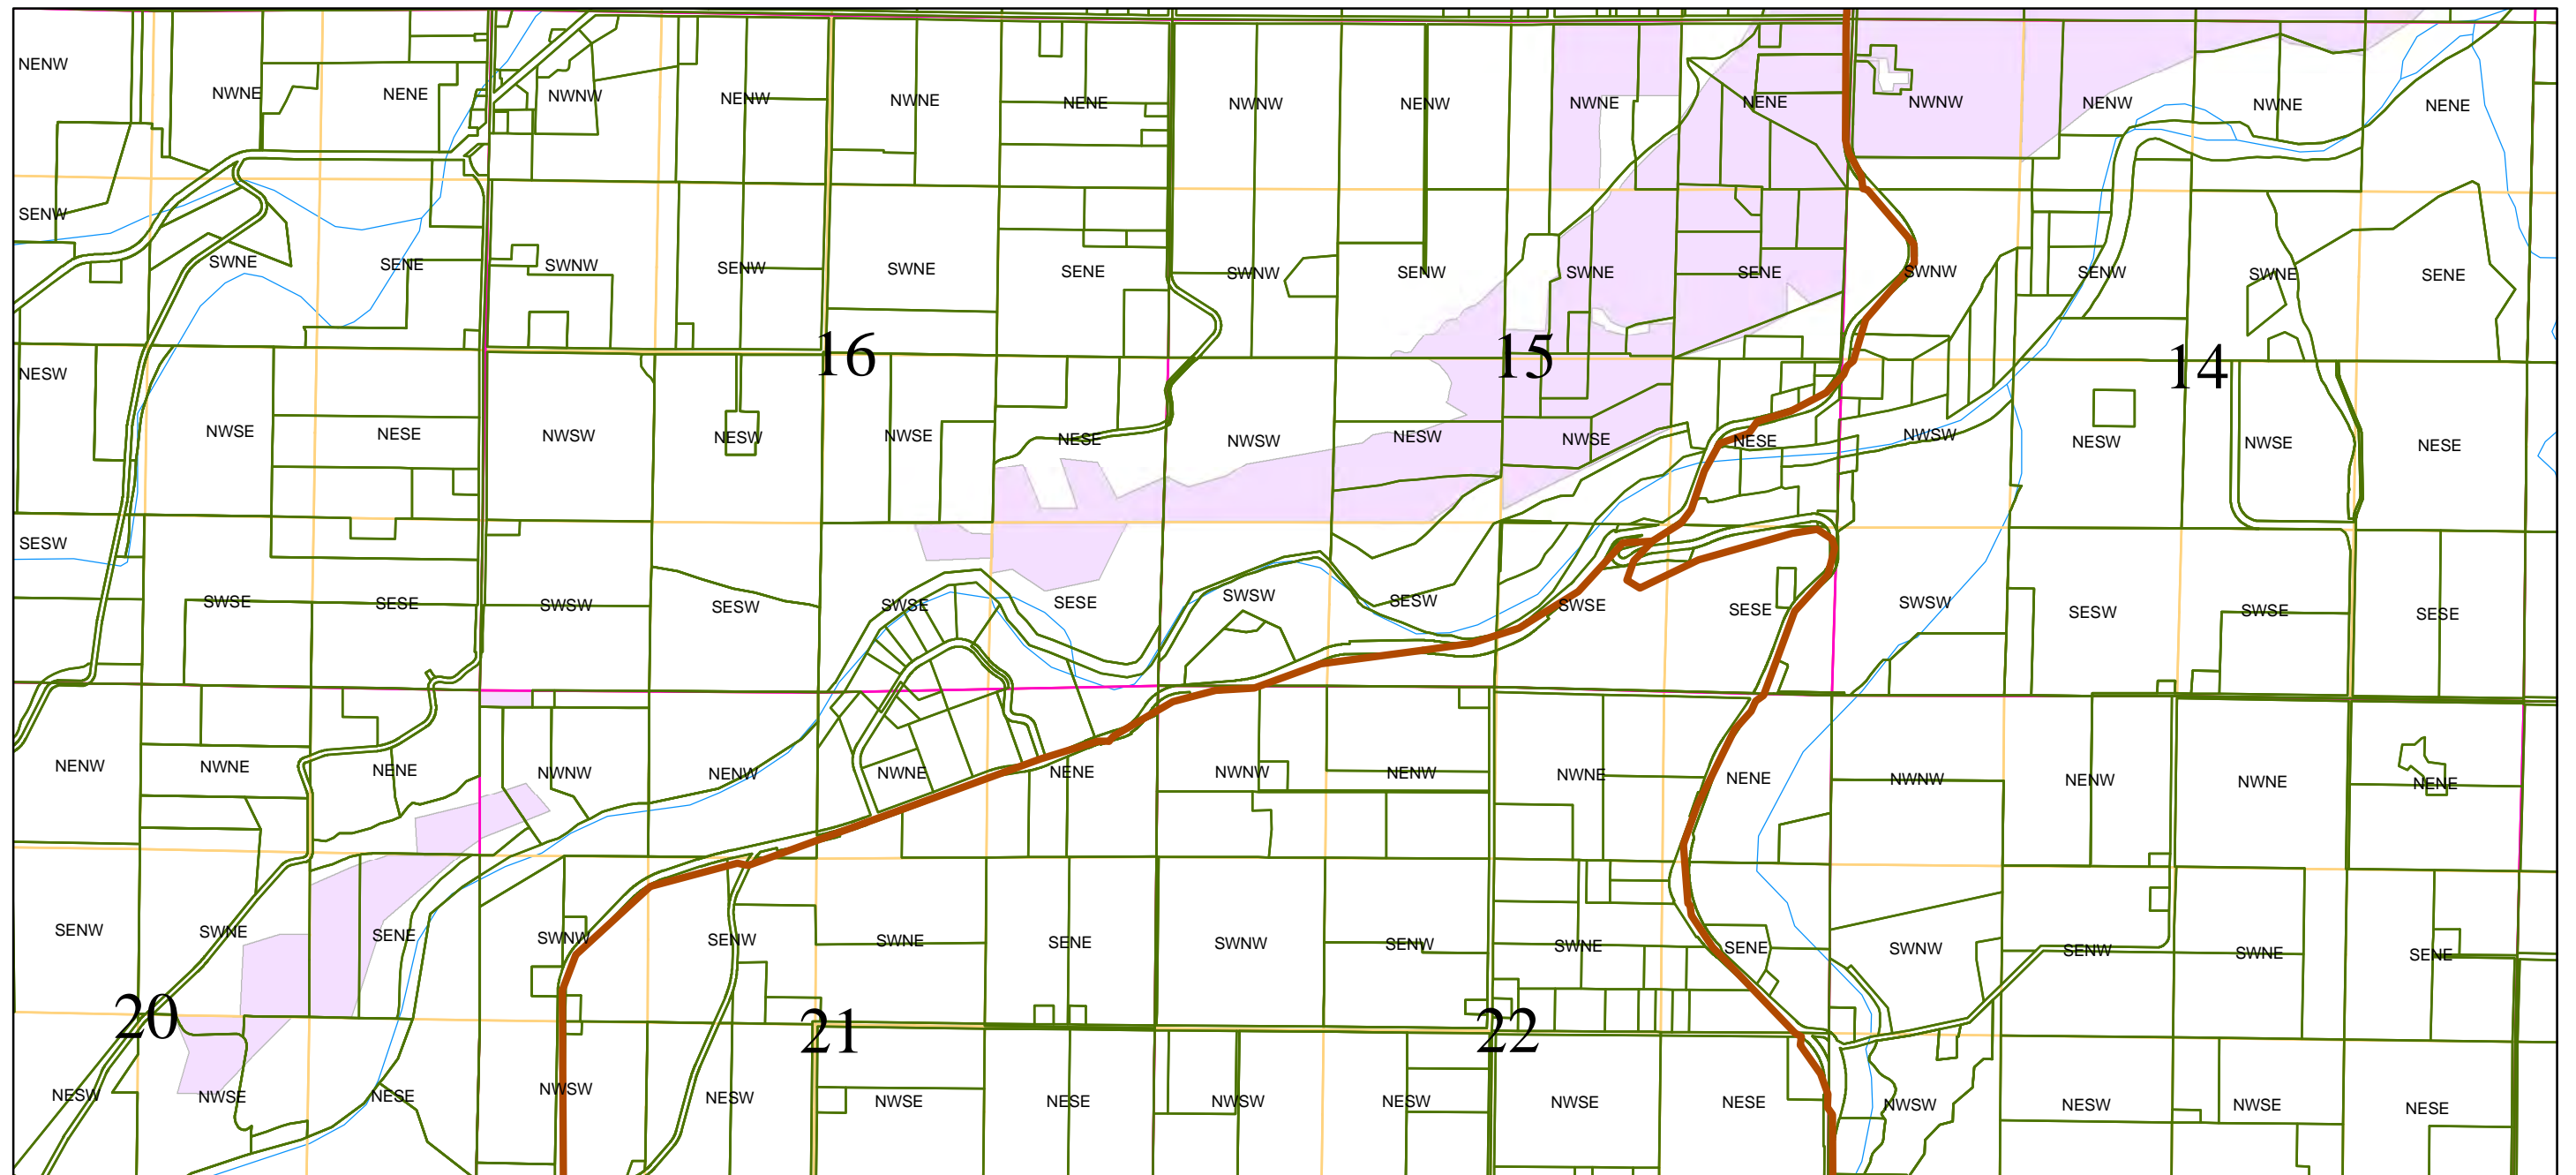 NENW
NWNE NENE NWNW NENW NWNE NENE NWNW NENW NWNE NENE NWNW NENW NWNE NENE
SENW
SWNE SENE SWNW SENW SWNE SENE SWNW SENW SWNE SENE SWNW SENW SWNE SENE
16 15 14
NESW
NWSE NESE NWSW NESW NWSE NESE NWSW NESW NWSE NESE NWSW NESW NWSE NESE
SESW
SWSE SESE SWSW SESW SWSE SESE SWSW SESW SWSE SESE SWSW SESW SWSE SESE
NENW NWNE NENE NWNW NENW NWNE NENE NWNW NENW NWNE NENE NWNW NENW NWNE NENE
SENW SWNE SENE SWNW SENW SWNE SENE SWNW SENW SWNE SENE SWNW SENW SWNE SENE
20 21 22
NESW NWSE NESE NWSW NESW NWSE NESE NWSW NESW NWSE NESE NWSW NESW NWSE NESE